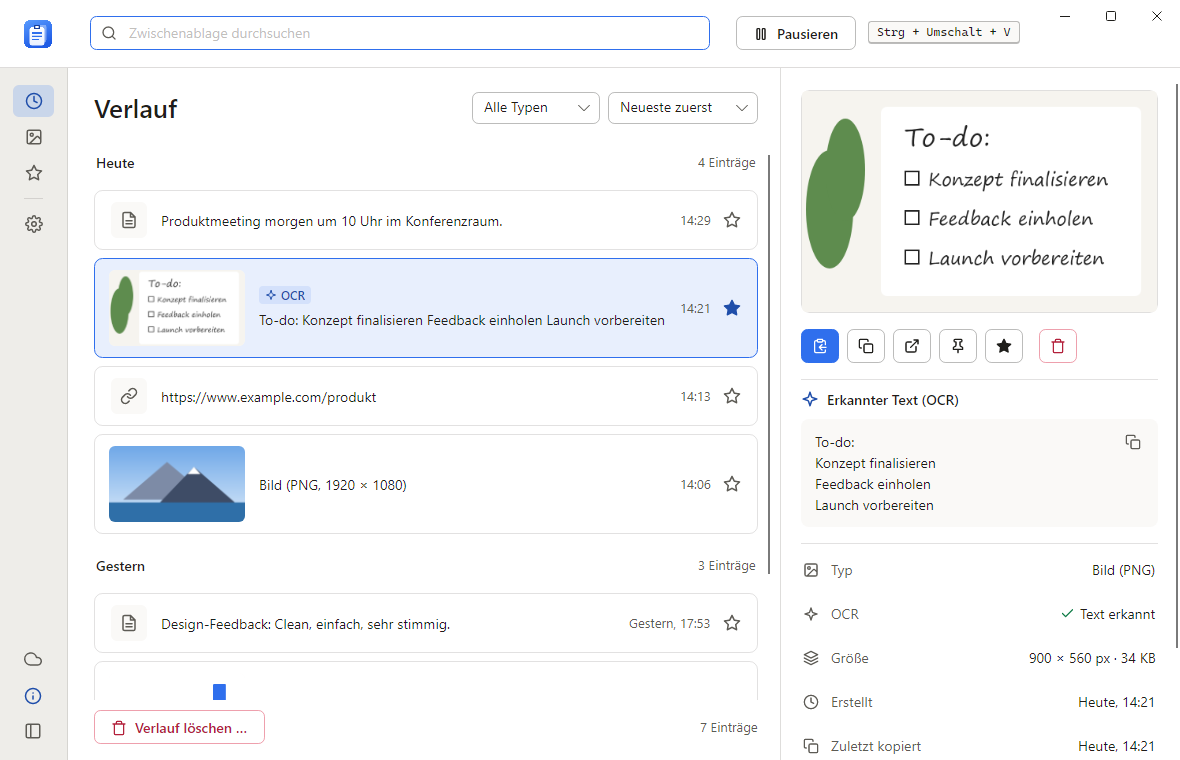 Zwischenablage durchsuchen
Pausieren
Strg + Umschalt + V
Verlauf
Alle Typen
Neueste zuerst
Heute
4 Einträge
Produktmeeting morgen um 10 Uhr im Konferenzraum.
14:29
To-do:
Konzept finalisieren
Feedback einholen
Launch vorbereiten
OCR
To-do: Konzept finalisieren Feedback einholen Launch vorbereiten
14:21
https://www.example.com/produkt
14:13
Bild (PNG, 1920 × 1080)
14:06
Gestern
3 Einträge
Design-Feedback: Clean, einfach, sehr stimmig.
Gestern, 17:53
Verlauf löschen ...
7 Einträge
To-do:
Konzept finalisieren
Feedback einholen
Launch vorbereiten
Erkannter Text (OCR)
To-do:
Konzept finalisieren
Feedback einholen
Launch vorbereiten
Typ
Bild (PNG)
OCR
Text erkannt
Größe
900 × 560 px · 34 KB
Erstellt
Heute, 14:21
Zuletzt kopiert
Heute, 14:21